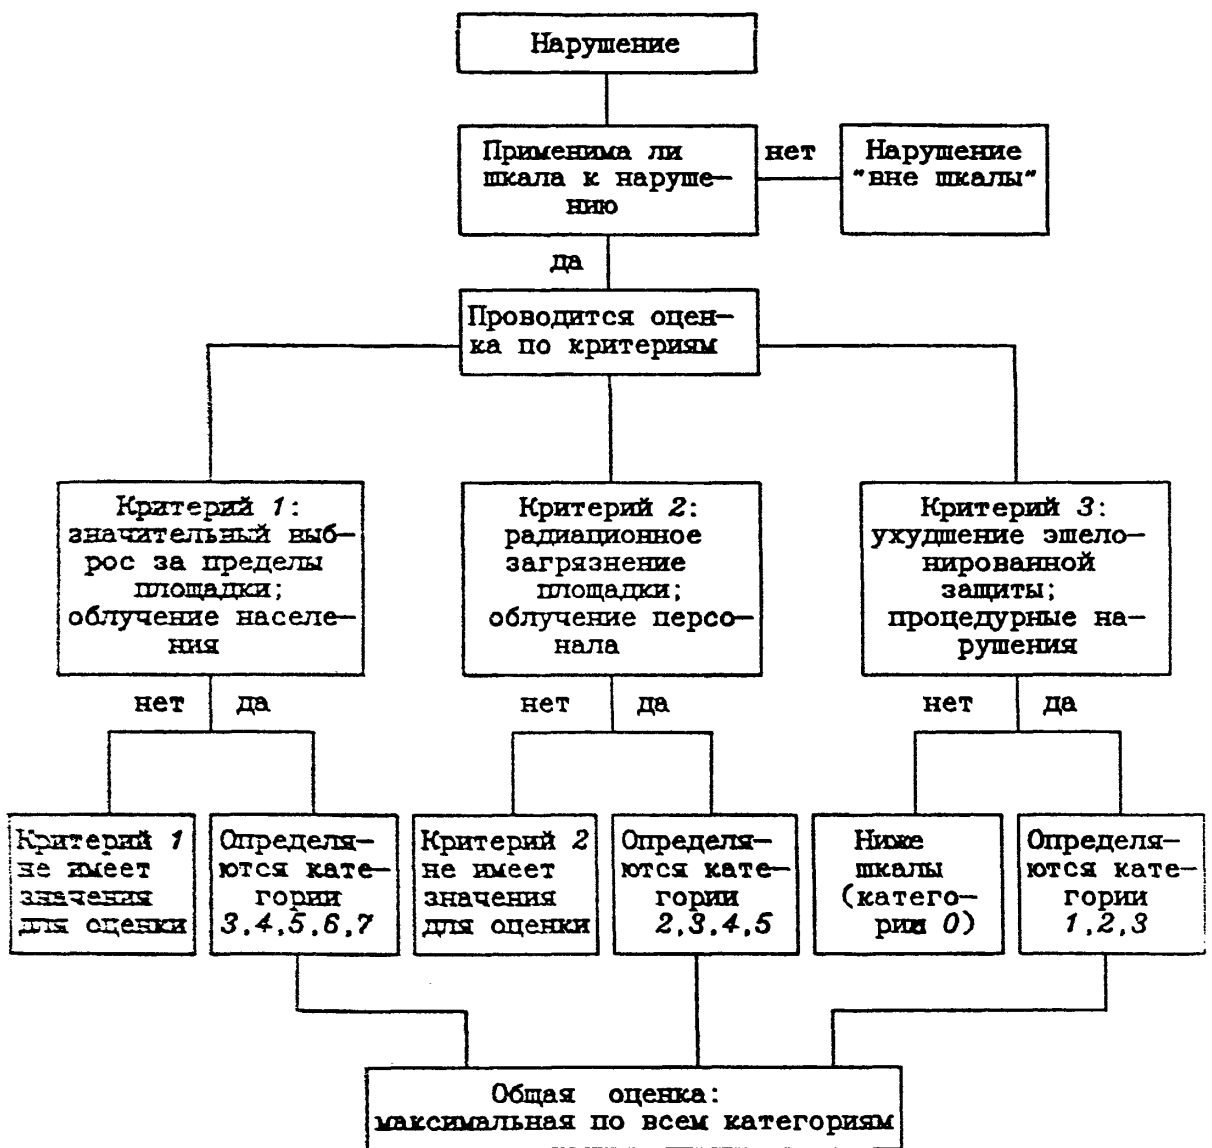 Нарушение
Применима ли
шкала к наруше-
нию
нет
Нарушение
"вне шкалы"
да
Проводится оцен-
ка по критериям
Критерий 1:
значительный выб-
рос за пределы
площадки;
облучение населе-
ния
Критерий 2:
радиационное
загрязнение
площадки;
облучение персо-
нала
Критерий 3:
ухудшение эшело-
нированной
защиты;
процедурные на-
рушения
нет
да
нет
да
нет
да
Критерий 1
не имеет
значения
для оценки
Определя-
ются кате-
гории
3,4,5,6,7
Критерий 2
не имеет
значения
для оценки
Определя-
ются кате-
гории
2,3,4,5
Ниже
шкалы
(катего-
рии 0)
Определя-
ются кате-
гории
1,2,3
Общая оценка:
максимальная по всем категориям